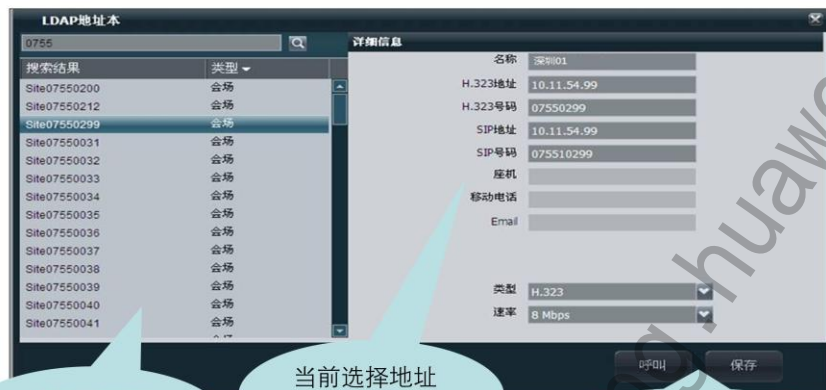 LDAP地址本
0755
搜索结果 类型
Site07550200 会场
Site07550212 会场
Site07550299 会场
Site07550031 会场
Site07550032 会场
Site07550033 会场
Site07550034 会场
Site07550035 会场
Site07550036 会场
Site07550037 会场
Site07550038 会场
Site07550039 会场
Site07550040 会场
Site07550041 会场
详细信息
名称 深圳01
H.323地址 10.11.54.99
H.323号码 07550299
SIP地址 10.11.54.99
SIP号码 075510299
座机
移动电话
Email
类型 H.323
速率 8 Mbps
呼叫 保存
当前选择地址